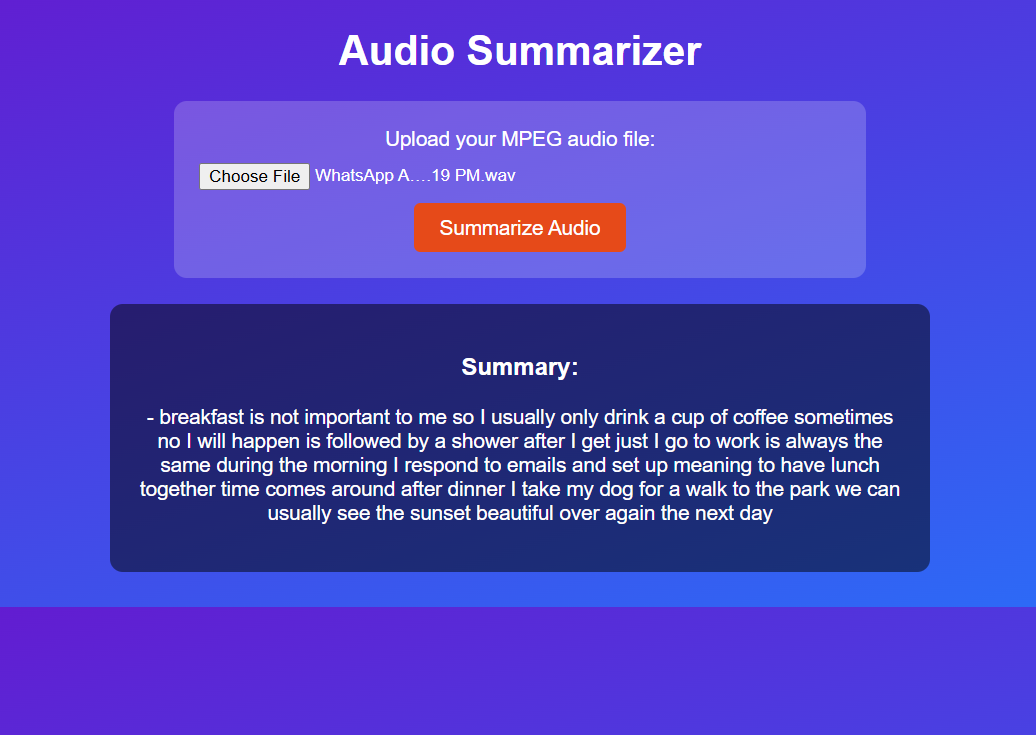 Audio Summarizer
Upload your MPEG audio file:
Choose File WhatsApp A....19 PM.wav
Summarize Audio
Summary:
- breakfast is not important to me so I usually only drink a cup of coffee sometimes
no I will happen is followed by a shower after I get just I go to work is always the
same during the morning I respond to emails and set up meaning to have lunch
together time comes around after dinner I take my dog for a walk to the park we can
usually see the sunset beautiful over again the next day